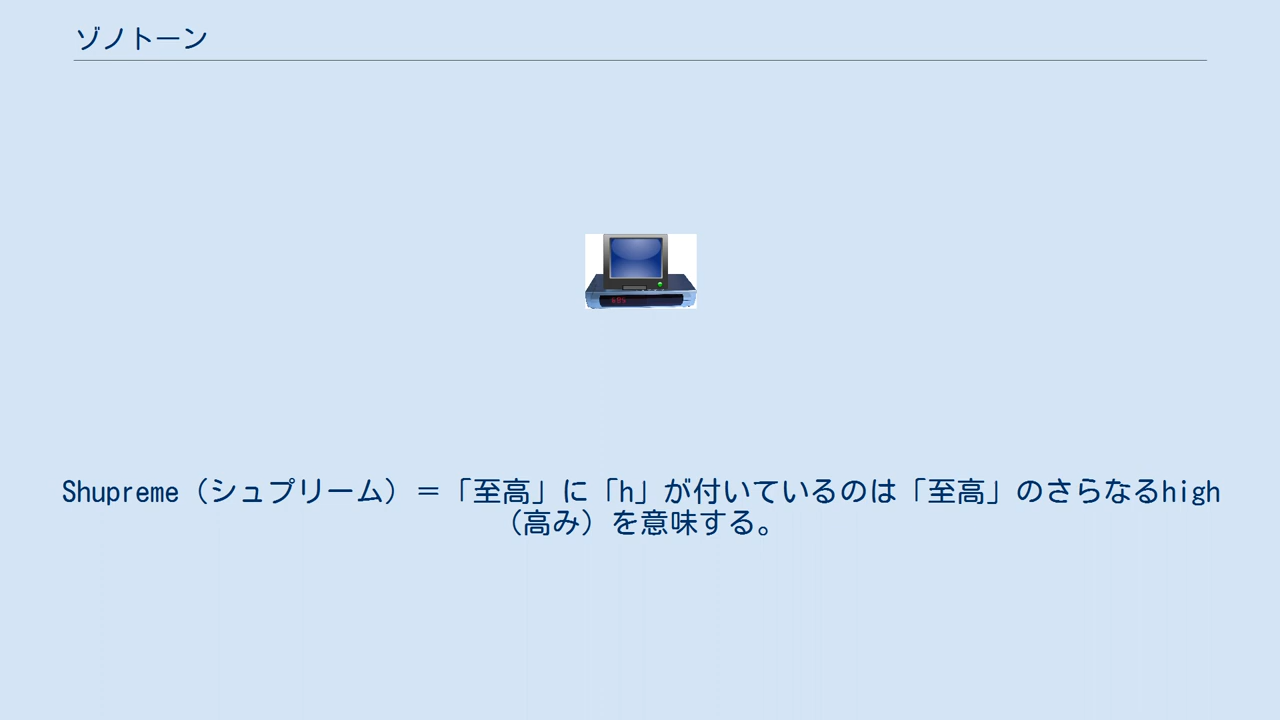 ゾノトーン
Shupreme（シュプリーム）＝「至高」に「h」が付いているのは「至高」のさらなるhigh
（高み）を意味する。